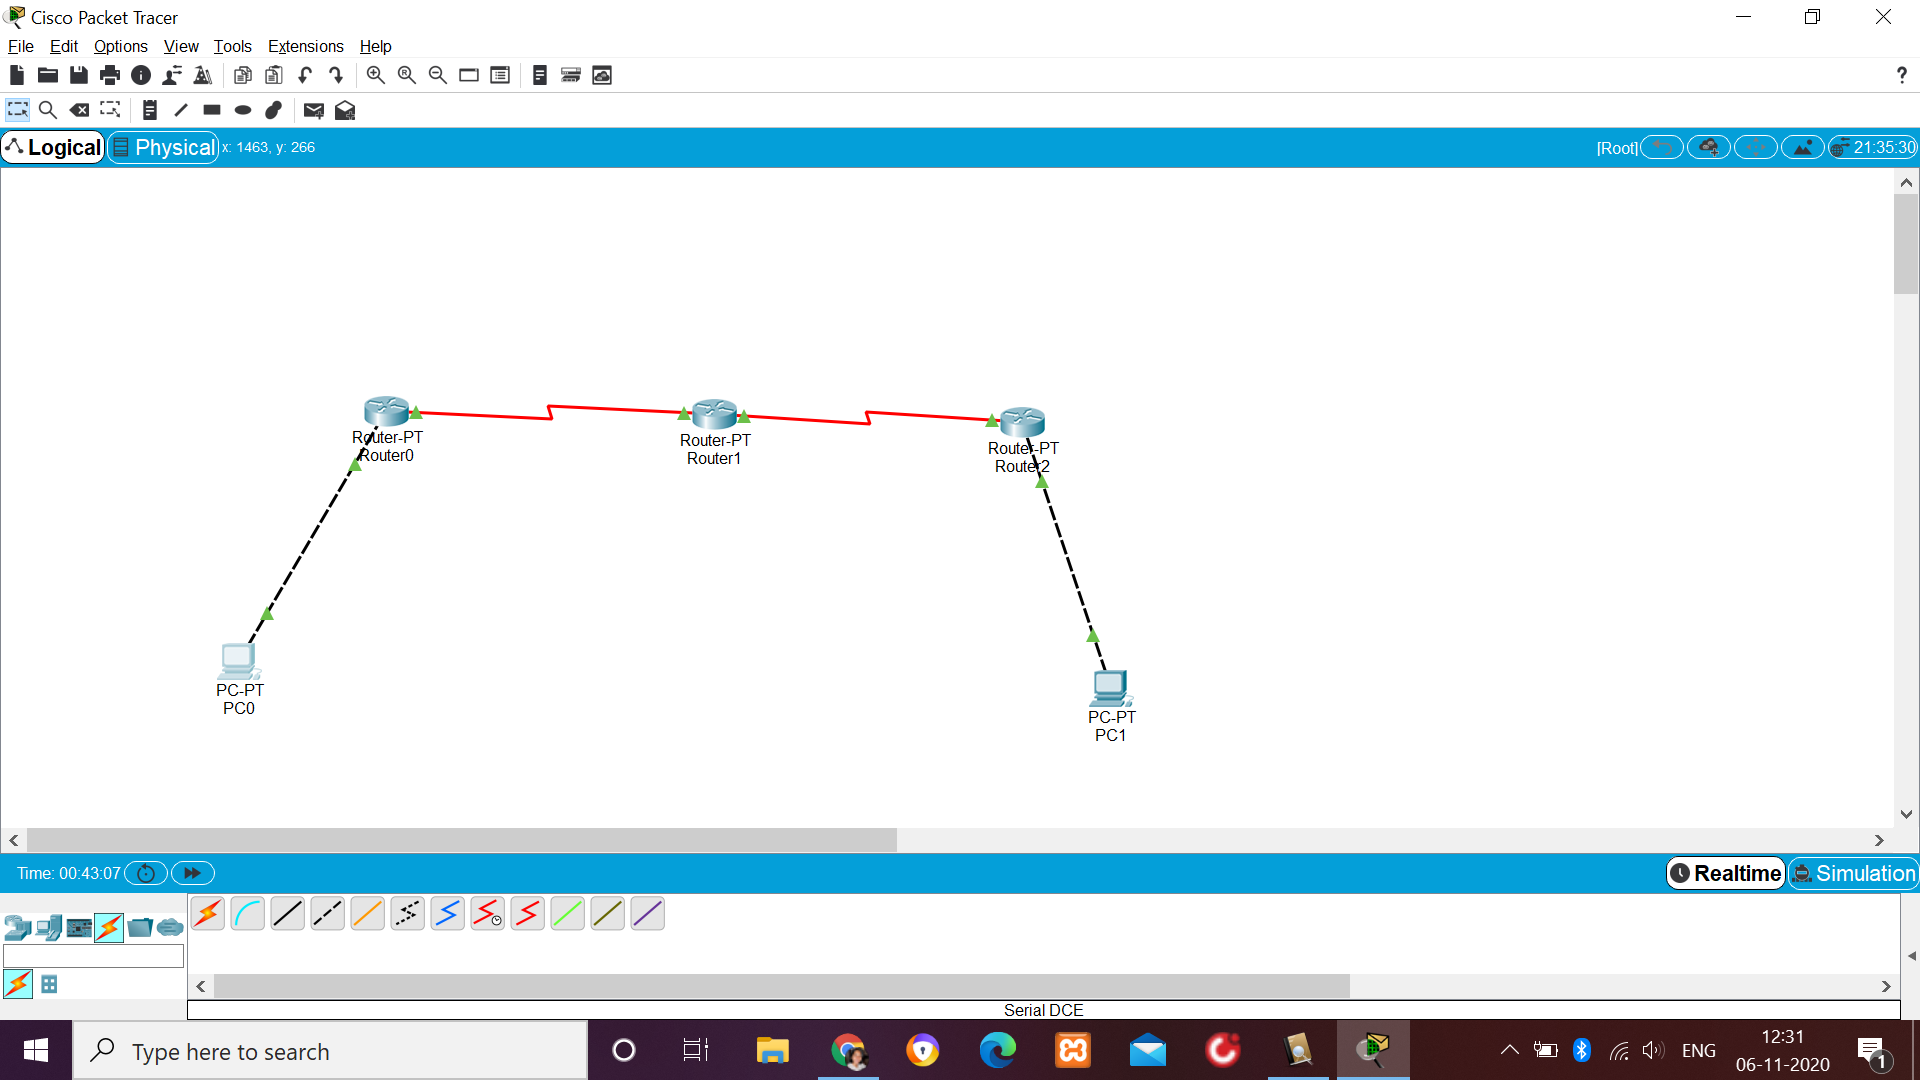 Cisco Packet Tracer
File Edit Options View Tools Extensions Help
?
Logical Physical x: 1463, y: 266 [Root] 21:35:30
Router-PT
Router0
Router-PT
Router1
Router-PT
Router2
PC-PT
PC0
PC-PT
PC1
Time: 00:43:07 Realtime Simulation
Serial DCE
Type here to search
ENG
12:31
06-11-2020
1